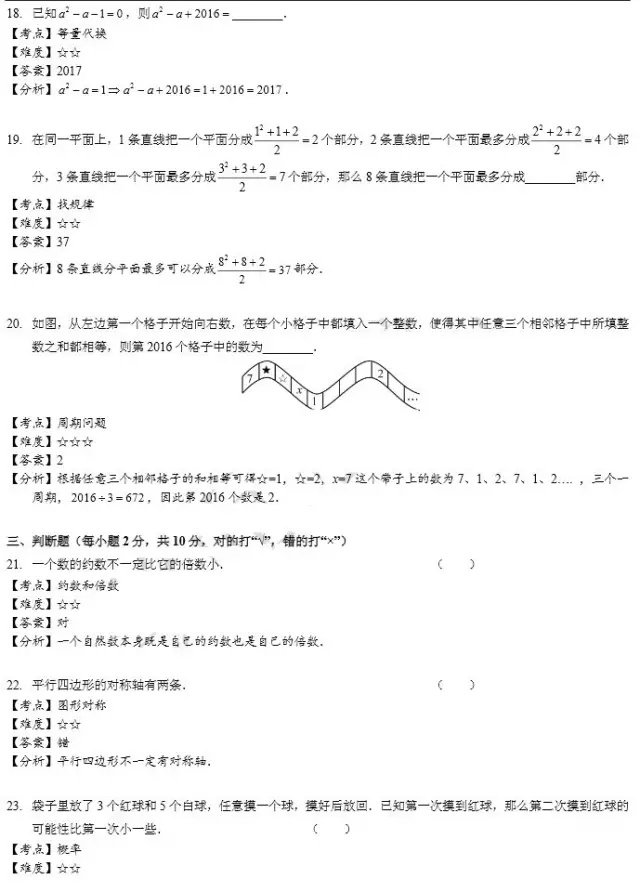 18. 已知a²－a－1=0，则a²－a+2016=________．
【考点】等量代换
【难度】☆☆
【答案】2017
【分析】a²－a=1⇒a²－a+2016=1+2016=2017．
19. 在同一平面上，1条直线把一个平面分成(1²+1+2)/2=2个部分，2条直线把一个平面最多分成(2²+2+2)/2=4个部
分，3条直线把一个平面最多分成(3²+3+2)/2=7个部分，那么8条直线把一个平面最多分成________部分．
【考点】找规律
【难度】☆☆
【答案】37
【分析】8条直线分平面最多可以分成(8²+8+2)/2=37部分．
20. 如图，从左边第一个格子开始向右数，在每个小格子中都填入一个整数，使得其中任意三个相邻格子中所填整
数之和都相等，则第2016个格子中的数为________．
7 ★ ☆ x 1 2 …
【考点】周期问题
【难度】☆☆☆
【答案】2
【分析】根据任意三个相邻格子的和相等可得☆=1，☆=2，x=7这个带子上的数为7、1、2、7、1、2….，三个一
周期，2016÷3=672，因此第2016个数是2．
三、判断题（每小题2分，共10分。对的打“√”，错的打“×”）
21. 一个数的约数不一定比它的倍数小．（ ）
【考点】约数和倍数
【难度】☆☆
【答案】对
【分析】一个自然数本身既是自己的约数也是自己的倍数．
22. 平行四边形的对称轴有两条．（ ）
【考点】图形对称
【难度】☆☆
【答案】错
【分析】平行四边形不一定有对称轴．
23. 袋子里放了3个红球和5个白球，任意摸一个球，摸好后放回．已知第一次摸到红球，那么第二次摸到红球的
可能性比第一次小一些．（ ）
【考点】概率
【难度】☆☆